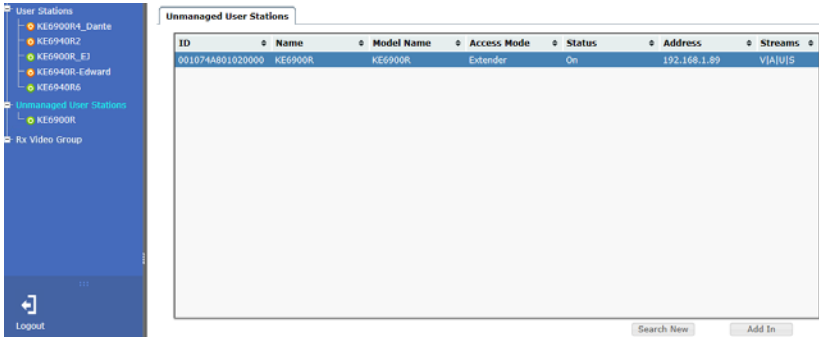 User Stations
KE6900R4_Dante
KE6940R2
KE6900R_EJ
KE6940R-Edward
KE6940R6
Unmanaged User Stations
KE6900R
Rx Video Group
Logout
Unmanaged User Stations
ID Name Model Name Access Mode Status Address Streams
001074A801020000 KE6900R KE6900R Extender On 192.168.1.89 V|A|U|S
Search New Add In